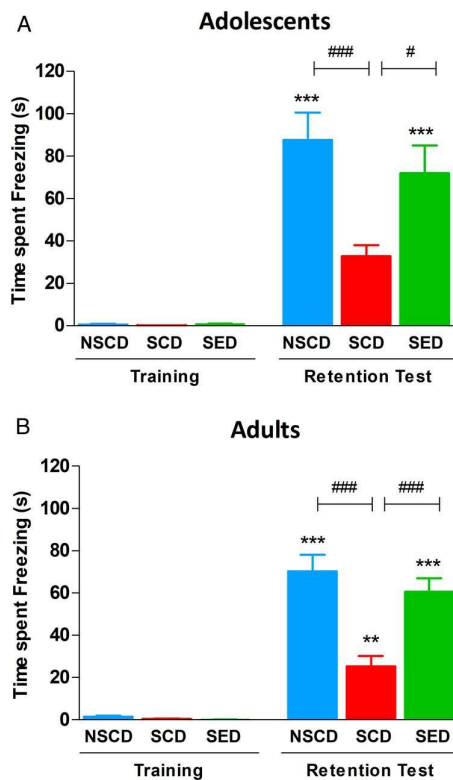 A
Adolescents
Time spent Freezing (s)
120
100
80
60
40
20
0
### #
*** ***
NSCD SCD SED NSCD SCD SED
Training Retention Test
B
Adults
Time spent Freezing (s)
120
100
80
60
40
20
0
### ###
*** ** ***
NSCD SCD SED NSCD SCD SED
Training Retention Test